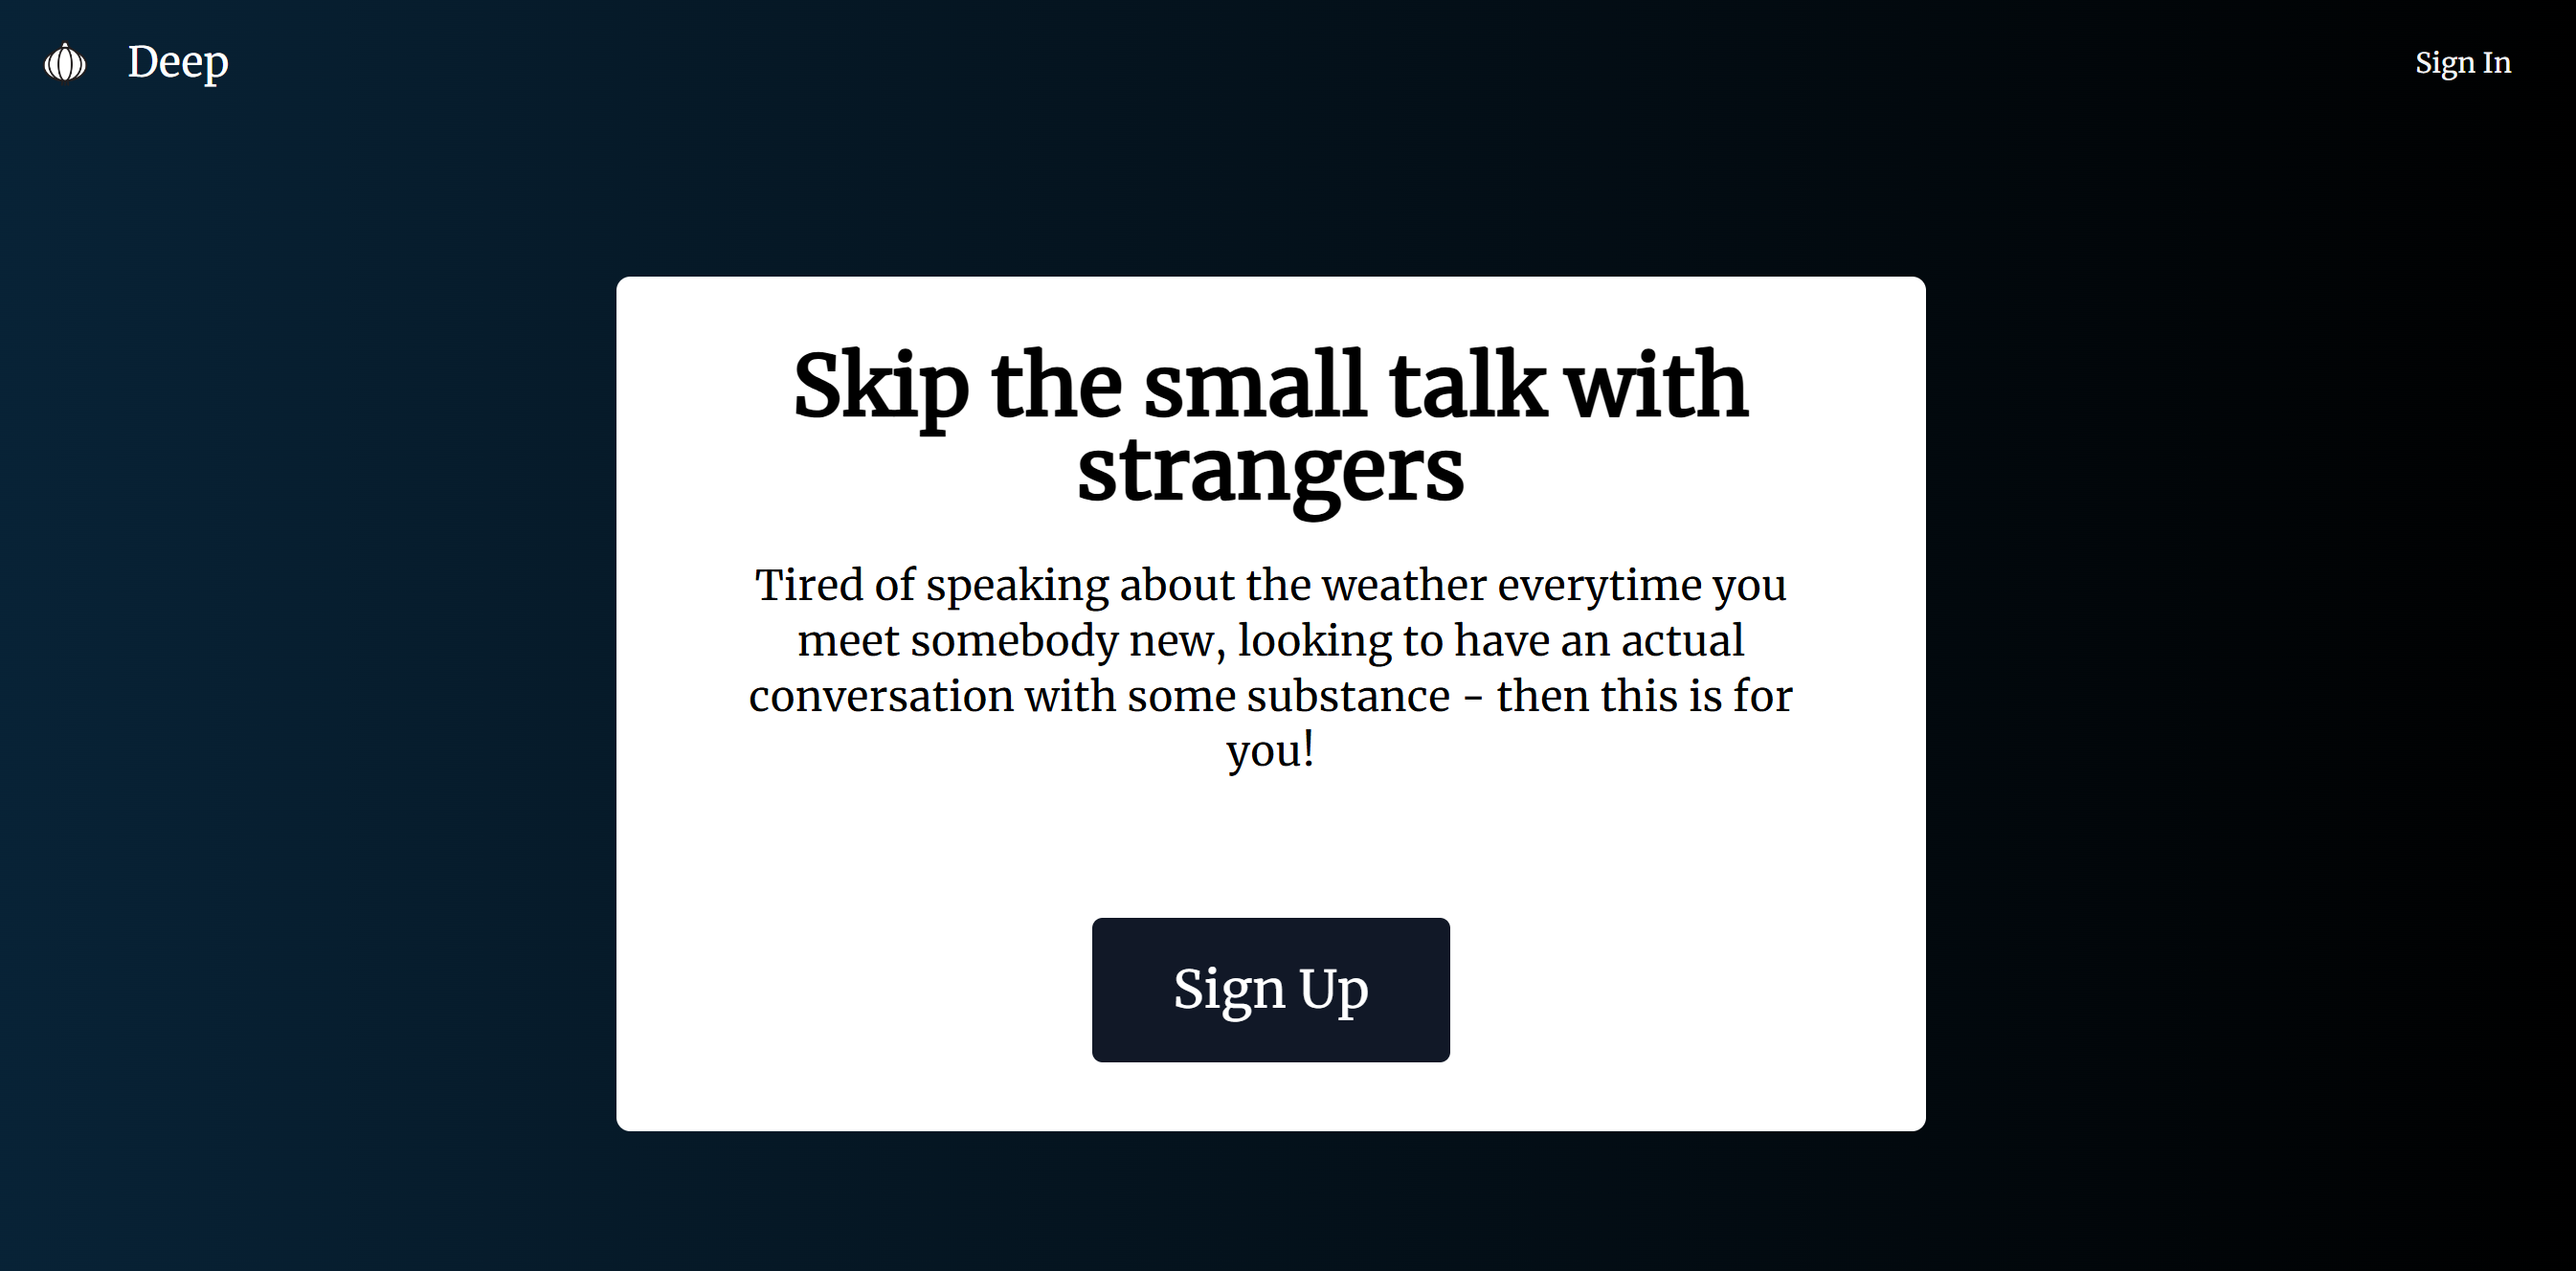 Deep
Sign In
Skip the small talk with
strangers
Tired of speaking about the weather everytime you
meet somebody new, looking to have an actual
conversation with some substance - then this is for
you!
Sign Up